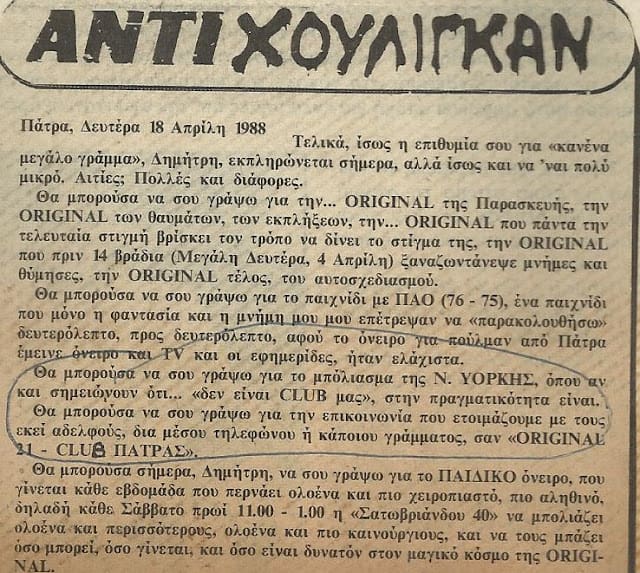 ΑΝΤΙ ΧΟΥΛΙΓΚΑΝ
Πάτρα, Δευτέρα 18 Απρίλη 1988
Τελικά, ίσως η επιθυμία σου για «κανένα
μεγάλο γράμμα», Δημήτρη, εκπληρώνεται σήμερα, αλλά ίσως και να 'ναι πολύ
μικρό. Αιτίες; Πολλές και διάφορες.
Θα μπορούσα να σου γράψω για την... ORIGINAL της Παρασκευής, την
ORIGINAL των θαυμάτων, των εκπλήξεων, την... ORIGINAL που πάντα την
τελευταία στιγμή βρίσκει τον τρόπο να δίνει το στίγμα της, την ORIGINAL
που πριν 14 βράδια (Μεγάλη Δευτέρα, 4 Απρίλη) ξαναζωντάνεψε μνήμες και
θύμησες, την ORIGINAL τέλος, του αυτοσχεδιασμού.
Θα μπορούσα να σου γράψω για το παιχνίδι με ΠΑΟ (76 - 75), ένα παιχνίδι
που μόνο η φαντασία και η μνήμη μου μου επέτρεψαν να «παρακολουθήσω»
δευτερόλεπτο, προς δευτερόλεπτο, αφού το όνειρο για πούλμαν από Πάτρα
έμεινε όνειρο και TV και οι εφημερίδες, ήταν ελάχιστα.
Θα μπορούσα να σου γράψω για το μπόλιασμα της Ν. ΥΟΡΚΗΣ, όπου αν
και σημειώνουν ότι... «δεν είναι CLUB μας», στην πραγματικότητα είναι.
Θα μπορούσα να σου γράψω για την επικοινωνία που ετοιμάζουμε με τους
εκεί αδελφούς, δια μέσου τηλεφώνου ή κάποιου γράμματος, σαν «ORIGINAL
21 - CLUB ΠΑΤΡΑΣ».
Θα μπορούσα σήμερα, Δημήτρη, να σου γράψω για το ΠΑΙΔΙΚΟ όνειρο, που
γίνεται κάθε εβδομάδα που περνάει ολοένα και πιο χειροπιαστό, πιο αληθινό,
δηλαδή κάθε Σάββατο πρωί 11.00 - 1.00 η «Σατωβριάνδου 40» να μπολιάζει
ολοένα και περισσότερους, ολοένα και πιο καινούργιους, και να τους μπάζει
όσο μπορεί, όσο γίνεται, και όσο είναι δυνατόν στον μαγικό κόσμο της ORIGI-
NAL.